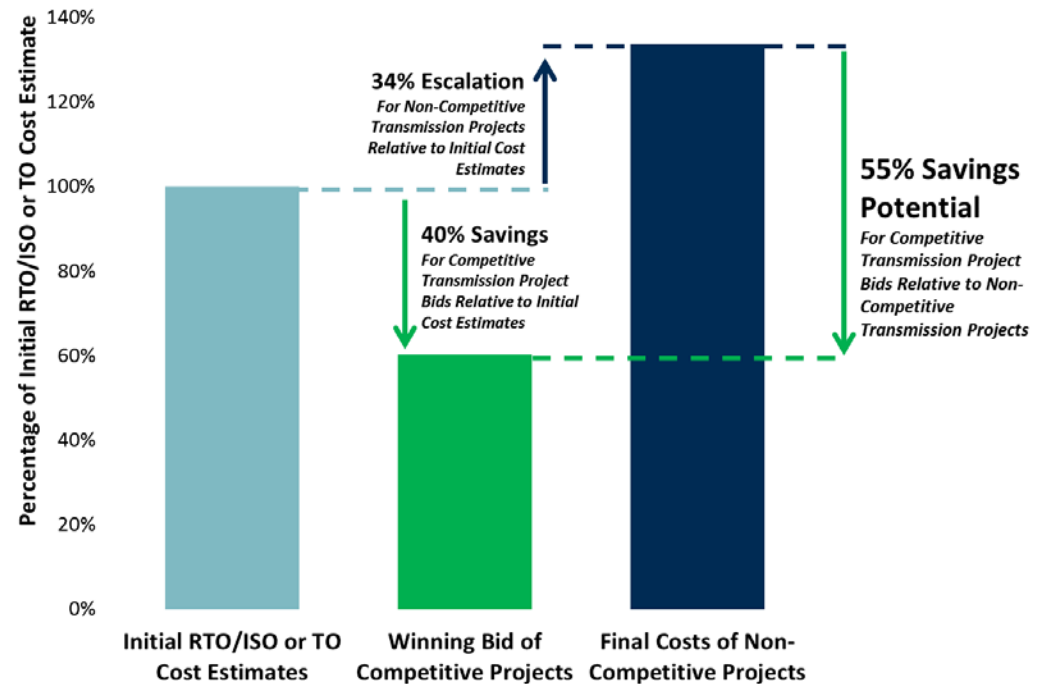 Percentage of Initial RTO/ISO or TO Cost Estimate
140%
120%
100%
80%
60%
40%
20%
0%
34% Escalation
For Non-Competitive
Transmission Projects
Relative to Initial Cost
Estimates
40% Savings
For Competitive
Transmission Project
Bids Relative to Initial
Cost Estimates
55% Savings
Potential
For Competitive
Transmission Project
Bids Relative to Non-
Competitive
Transmission Projects
Initial RTO/ISO or TO
Cost Estimates
Winning Bid of
Competitive Projects
Final Costs of Non-
Competitive Projects